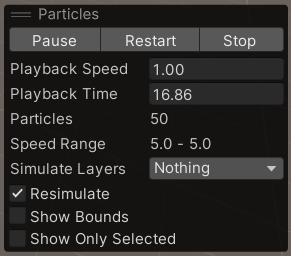 Particles
Pause Restart Stop
Playback Speed 1.00
Playback Time 16.86
Particles 50
Speed Range 5.0 - 5.0
Simulate Layers Nothing
Resimulate
Show Bounds
Show Only Selected